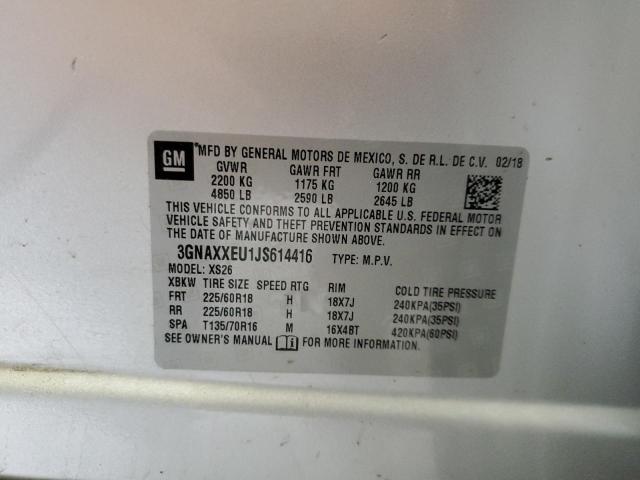 GM *MFD BY GENERAL MOTORS DE MEXICO, S. DE R.L. DE C.V. 02/18
GVWR GAWR FRT GAWR RR
2200 KG 1175 KG 1200 KG
4850 LB 2590 LB 2645 LB
THIS VEHICLE CONFORMS TO ALL APPLICABLE U.S. FEDERAL MOTOR
VEHICLE SAFETY AND THEFT PREVENTION STANDARDS IN EFFECT ON
THE DATE OF MANUFACTURE SHOWN ABOVE.
3GNAXXEU1JS614416 TYPE: M.P.V.
MODEL: XS26
XBKW TIRE SIZE SPEED RTG RIM COLD TIRE PRESSURE
FRT 225/60R18 H 18X7J 240KPA(35PSI)
RR 225/60R18 H 18X7J 240KPA(35PSI)
SPA T135/70R16 M 16X4BT 420KPA(60PSI)
SEE OWNER'S MANUAL FOR MORE INFORMATION.